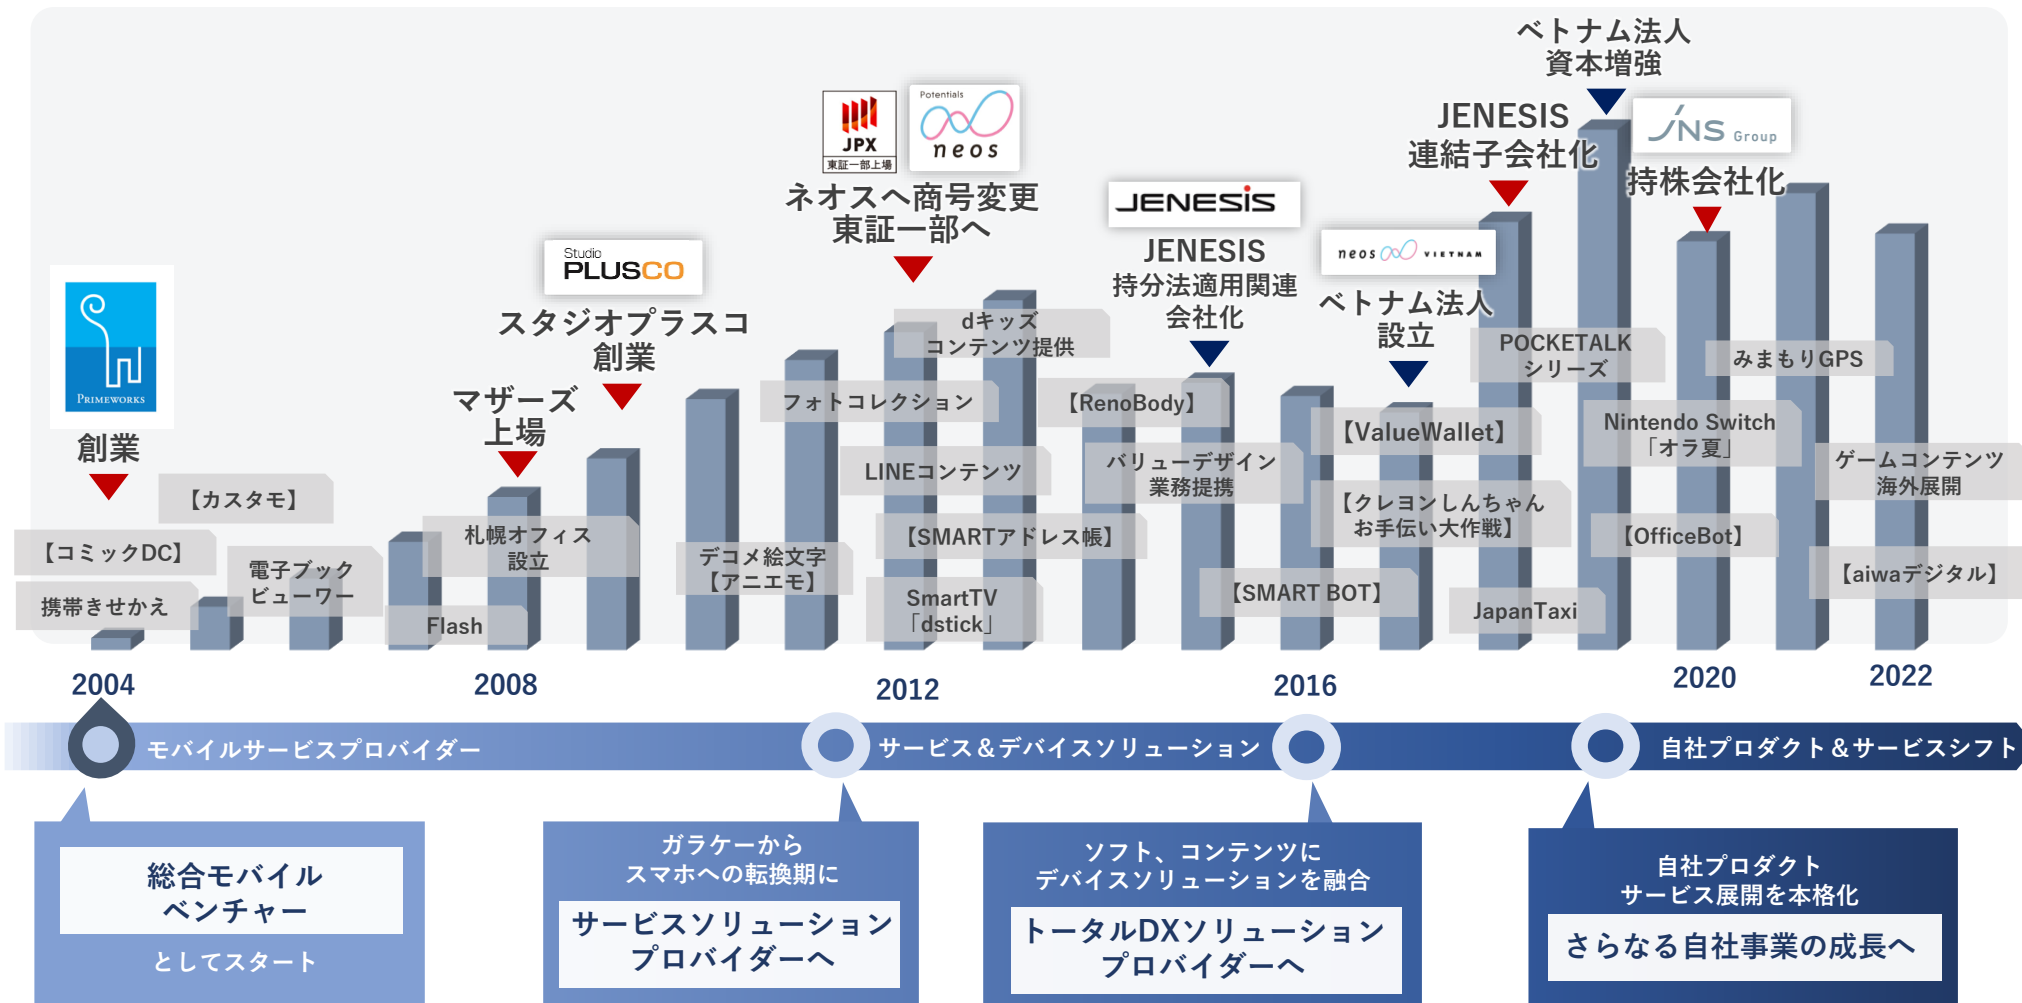 ベトナム法人
資本増強
JENESIS
連結子会社化
JNS Group
持株会社化
JPX
東証一部上場
Potentials
neos
ネオスへ商号変更
東証一部へ
JENESIS
JENESIS
持分法適用関連
会社化
neos VIETNAM
ベトナム法人
設立
Studio
PLUSCO
スタジオプラスコ
創業
マザーズ
上場
PRIMEWORKS
創業
【カスタモ】
【コミックDC】
携帯きせかえ
電子ブック
ビューワー
Flash
札幌オフィス
設立
デコメ絵文字
【アニエモ】
フォトコレクション
dキッズ
コンテンツ提供
LINEコンテンツ
【SMARTアドレス帳】
SmartTV
「dstick」
【RenoBody】
バリューデザイン
業務提携
【SMART BOT】
【ValueWallet】
【クレヨンしんちゃん
お手伝い大作戦】
JapanTaxi
POCKETALK
シリーズ
Nintendo Switch
「オラ夏」
【OfficeBot】
みまもりGPS
ゲームコンテンツ
海外展開
【aiwaデジタル】
2004
2008
2012
2016
2020
2022
モバイルサービスプロバイダー
サービス＆デバイスソリューション
自社プロダクト＆サービスシフト
総合モバイル
ベンチャー
としてスタート
ガラケーから
スマホへの転換期に
サービスソリューション
プロバイダーへ
ソフト、コンテンツに
デバイスソリューションを融合
トータルDXソリューション
プロバイダーへ
自社プロダクト
サービス展開を本格化
さらなる自社事業の成長へ